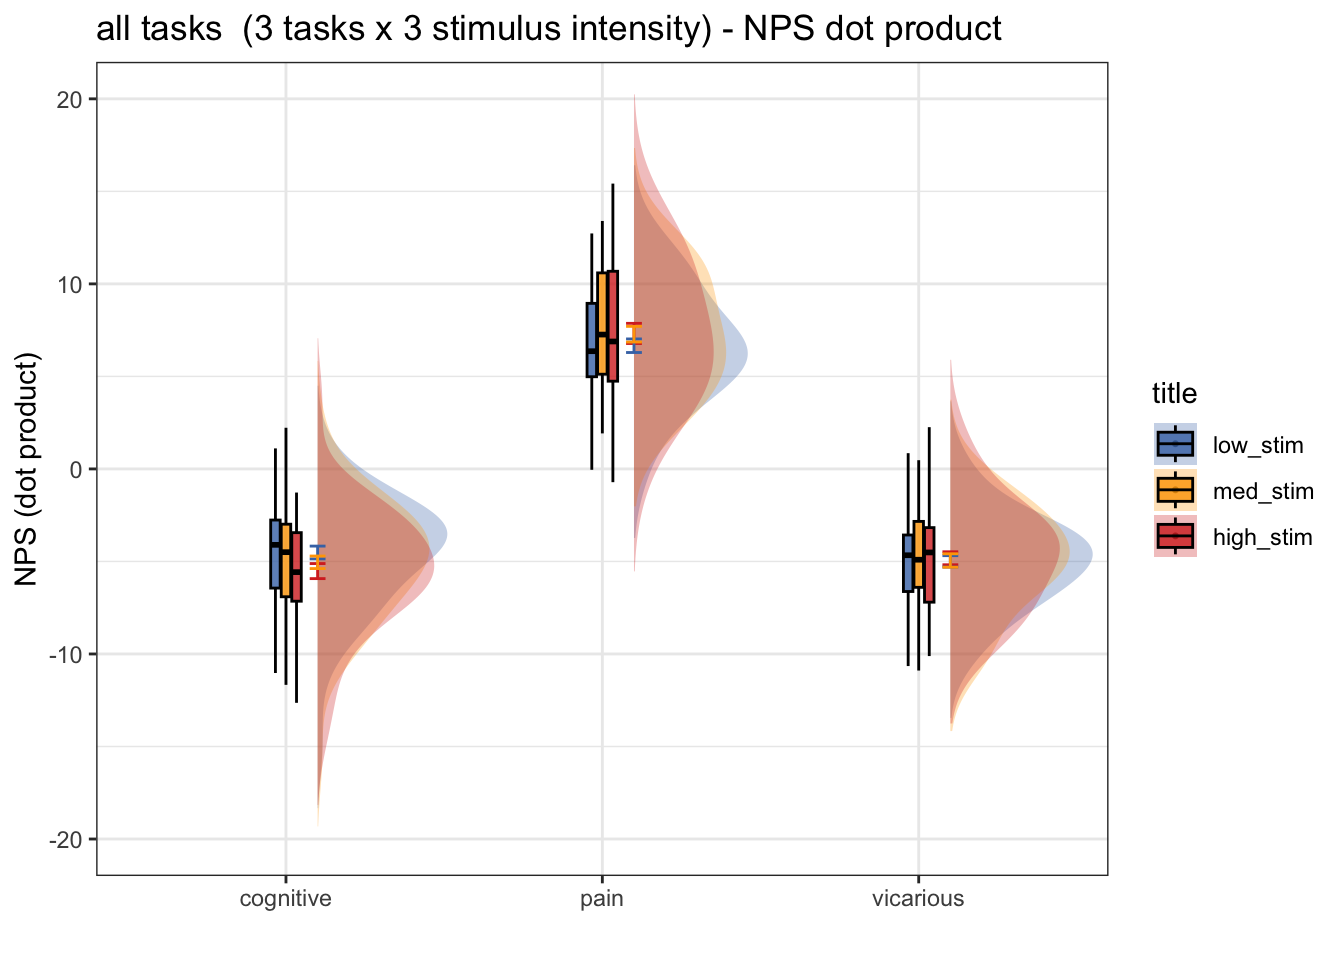 all tasks  (3 tasks x 3 stimulus intensity) - NPS dot product
NPS (dot product)
20
10
0
-10
-20
cognitive
pain
vicarious
title
low_stim
med_stim
high_stim